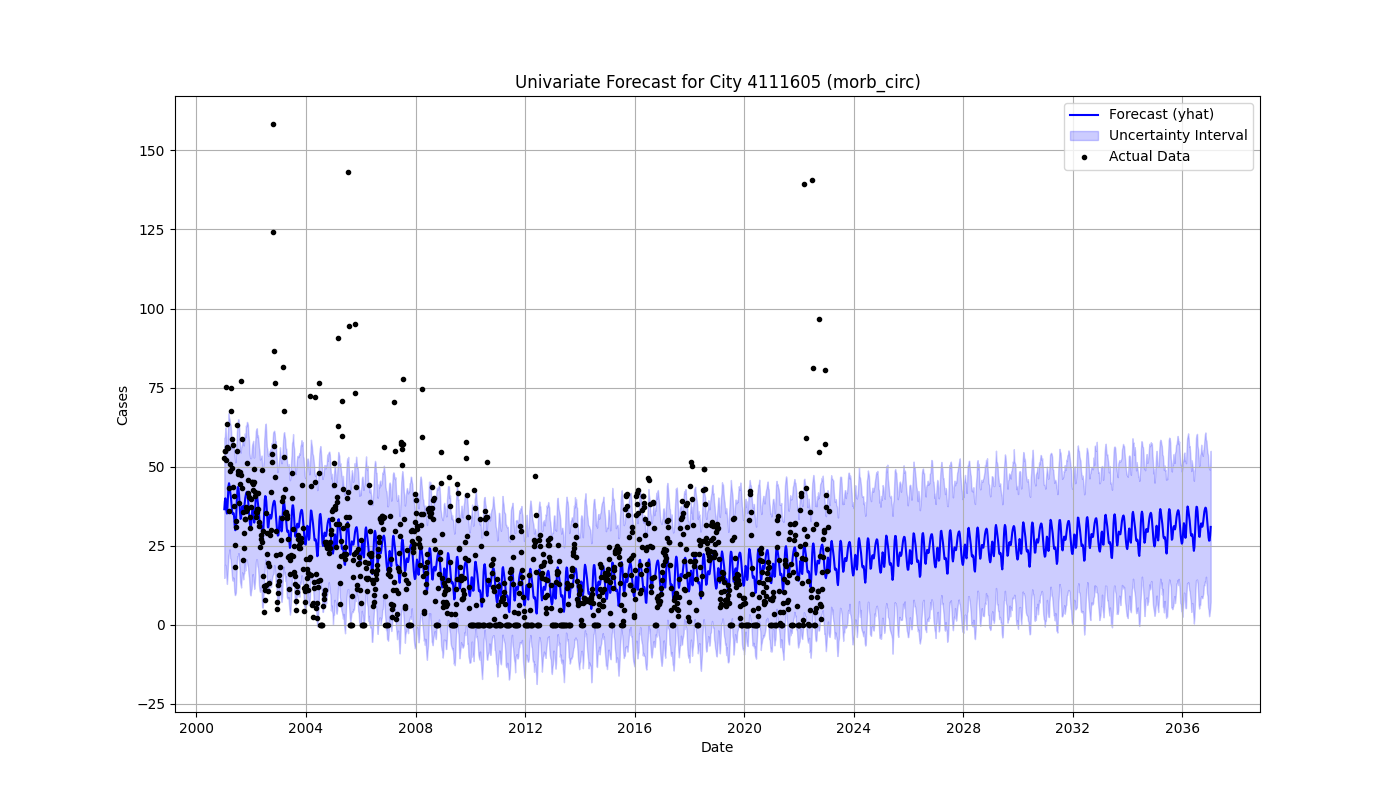 Univariate Forecast for City 4111605 (morb_circ)
Forecast (yhat)
Uncertainty Interval
Actual Data
Cases
150
125
100
75
50
25
0
−25
2000 2004 2008 2012 2016 2020 2024 2028 2032 2036
Date